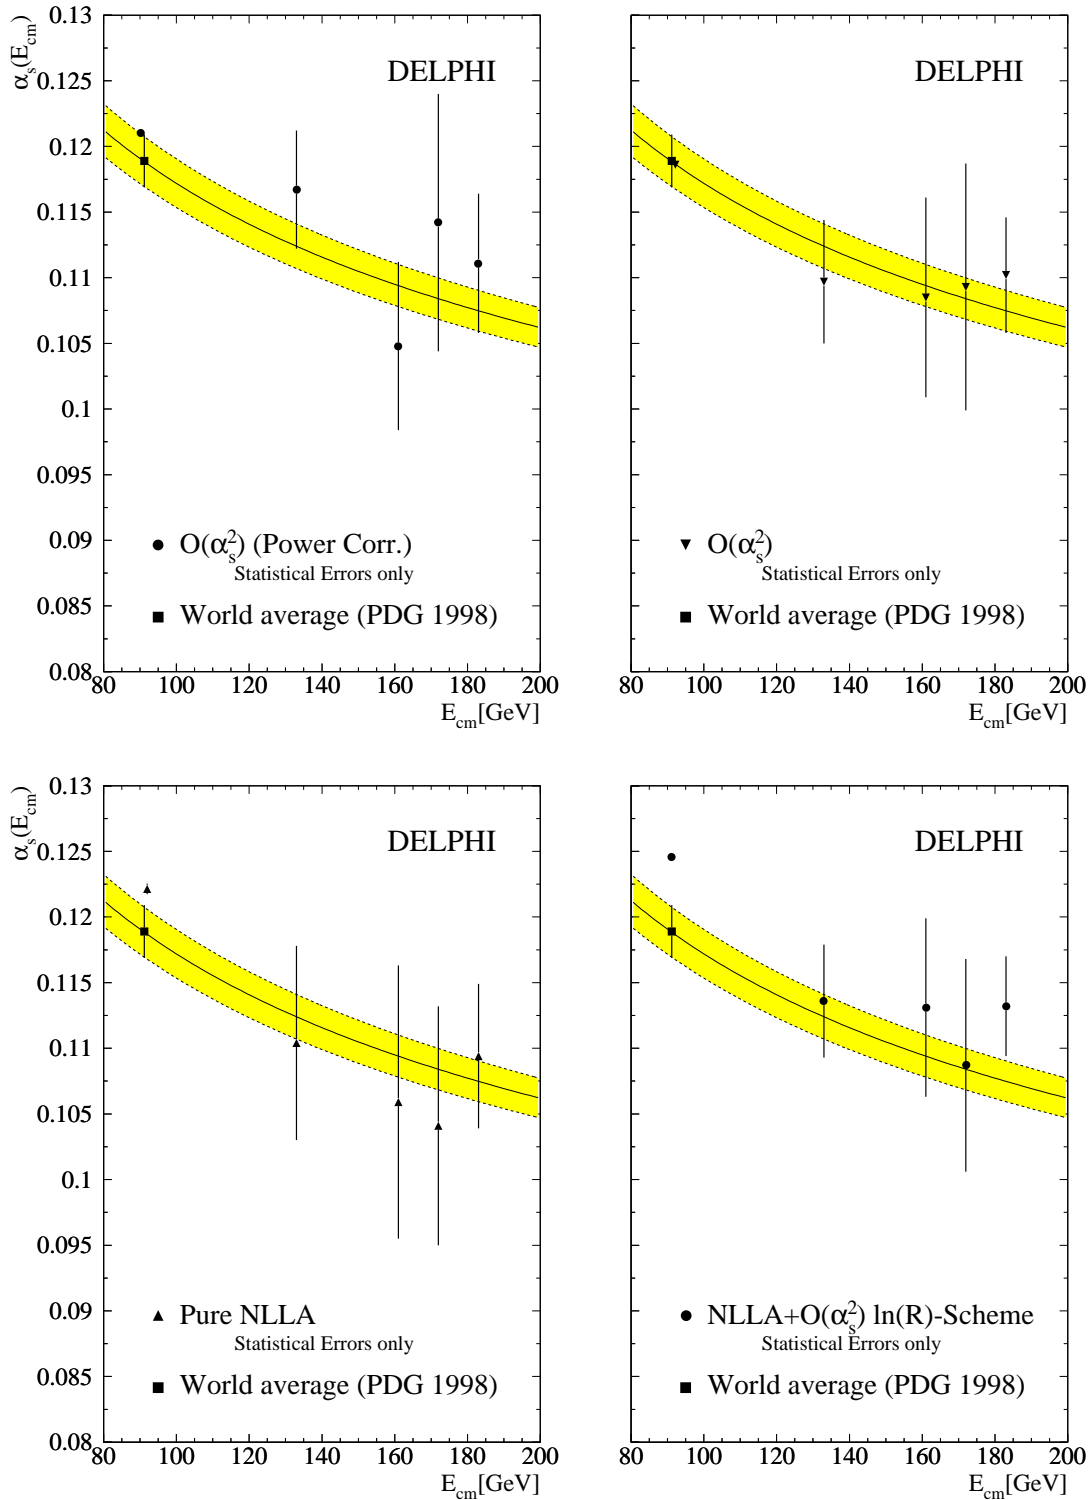 α_s(E_cm)
0.13
0.125
0.12
0.115
0.11
0.105
0.1
0.095
0.09
0.085
0.08
DELPHI
O(α_s^2) (Power Corr.)
Statistical Errors only
World average (PDG 1998)
80 100 120 140 160 180 200
E_cm[GeV]
DELPHI
O(α_s^2)
Statistical Errors only
World average (PDG 1998)
80 100 120 140 160 180 200
E_cm[GeV]
α_s(E_cm)
0.13
0.125
0.12
0.115
0.11
0.105
0.1
0.095
0.09
0.085
0.08
DELPHI
Pure NLLA
Statistical Errors only
World average (PDG 1998)
80 100 120 140 160 180 200
E_cm[GeV]
DELPHI
NLLA+O(α_s^2) ln(R)-Scheme
Statistical Errors only
World average (PDG 1998)
80 100 120 140 160 180 200
E_cm[GeV]